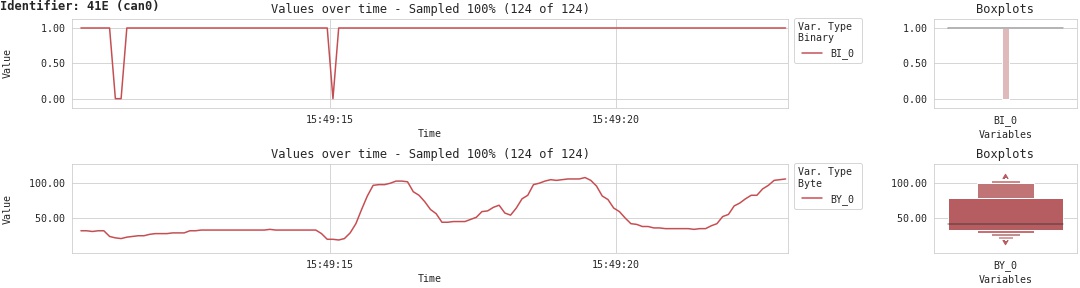 Identifier: 41E (can0)
Values over time - Sampled 100% (124 of 124)
Boxplots
1.00
0.50
0.00
Value
15:49:15
15:49:20
Time
Var. Type
Binary
BI_0
1.00
0.50
0.00
BI_0
Variables
Values over time - Sampled 100% (124 of 124)
Boxplots
100.00
50.00
Value
15:49:15
15:49:20
Time
Var. Type
Byte
BY_0
100.00
50.00
BY_0
Variables